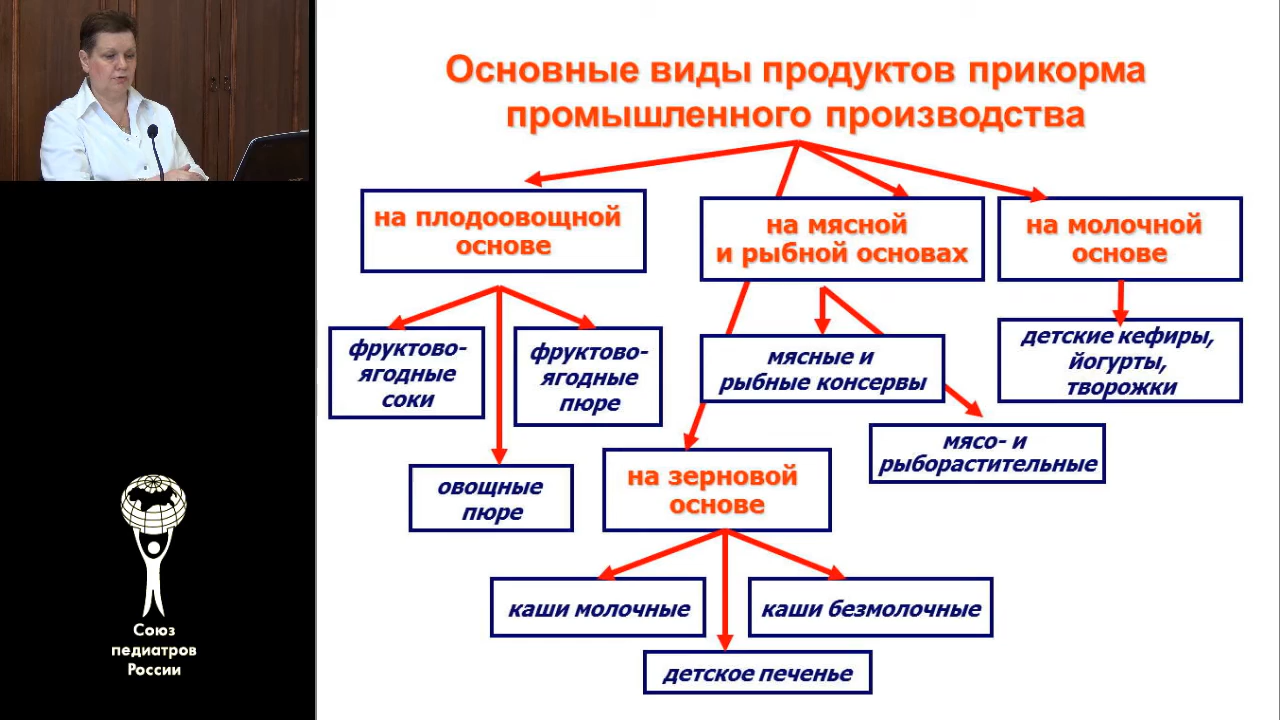 Основные виды продуктов прикорма
промышленного производства
на плодоовощной
основе
на мясной
и рыбной основах
на молочной
основе
фруктово-
ягодные
соки
фруктово-
ягодные
пюре
мясные и
рыбные консервы
детские кефиры,
йогурты,
творожки
мясо- и
рыборастительные
овощные
пюре
на зерновой
основе
каши молочные
каши безмолочные
детское печенье
Союз
педиатров
России